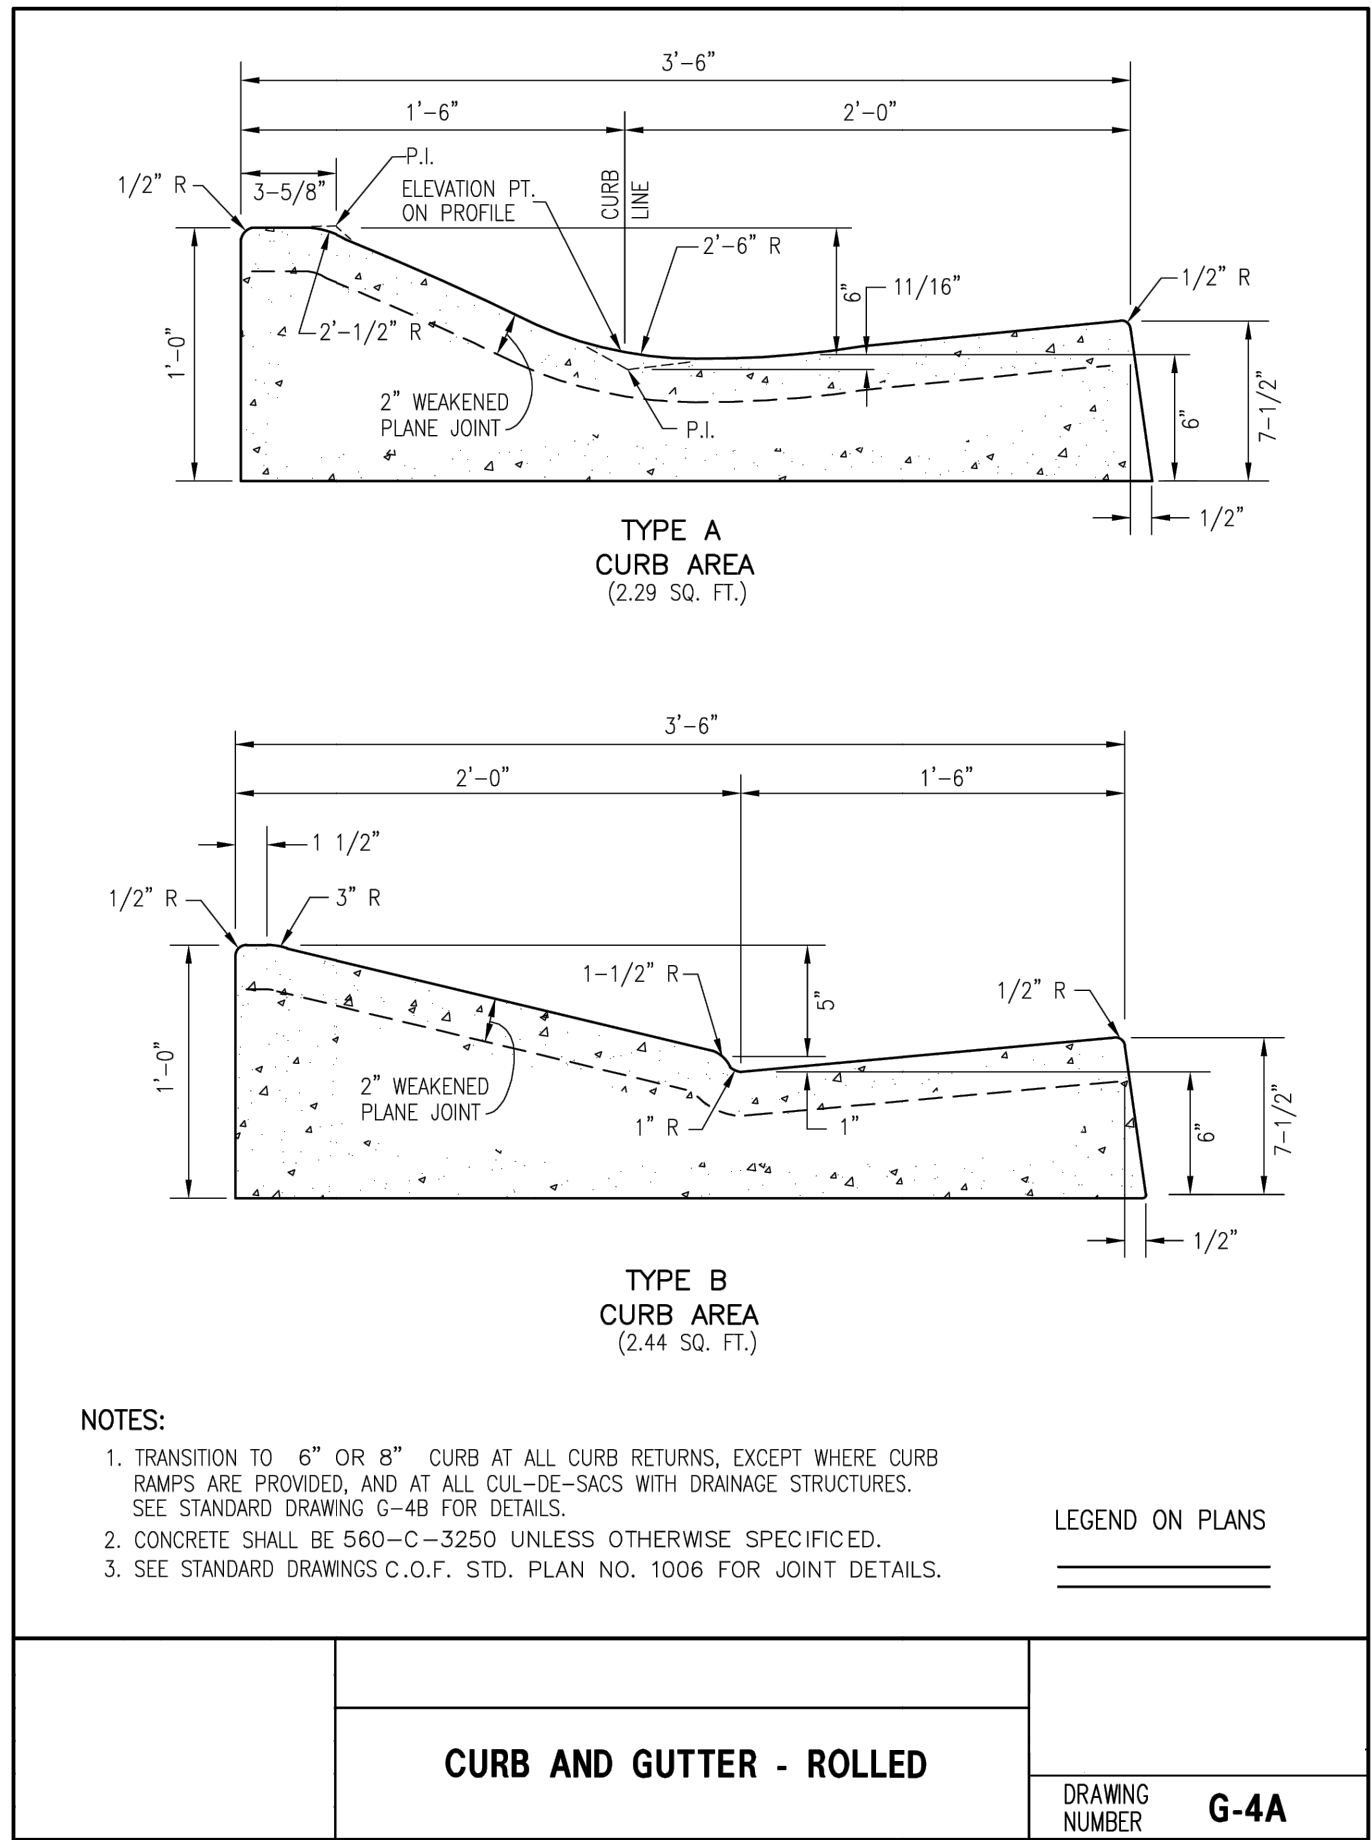 3'-6"
1'-6"
2'-0"
P.I.
1/2" R
3-5/8"
ELEVATION PT.
ON PROFILE
CURB
LINE
2'-6" R
6"
11/16"
1/2" R
1'-0"
2'-1/2" R
2" WEAKENED
PLANE JOINT
P.I.
6"
7-1/2"
1/2"
TYPE A
CURB AREA
(2.29 SQ. FT.)
3'-6"
2'-0"
1'-6"
1 1/2"
1/2" R
3" R
1-1/2" R
5"
1/2" R
1'-0"
2" WEAKENED
PLANE JOINT
1" R
1"
6"
7-1/2"
1/2"
TYPE B
CURB AREA
(2.44 SQ. FT.)
NOTES:
1. TRANSITION TO 6" OR 8" CURB AT ALL CURB RETURNS, EXCEPT WHERE CURB
RAMPS ARE PROVIDED, AND AT ALL CUL-DE-SACS WITH DRAINAGE STRUCTURES.
SEE STANDARD DRAWING G-4B FOR DETAILS.
2. CONCRETE SHALL BE 560-C-3250 UNLESS OTHERWISE SPECIFICED.
3. SEE STANDARD DRAWINGS C.O.F. STD. PLAN NO. 1006 FOR JOINT DETAILS.
LEGEND ON PLANS
CURB AND GUTTER - ROLLED
DRAWING
NUMBER
G-4A